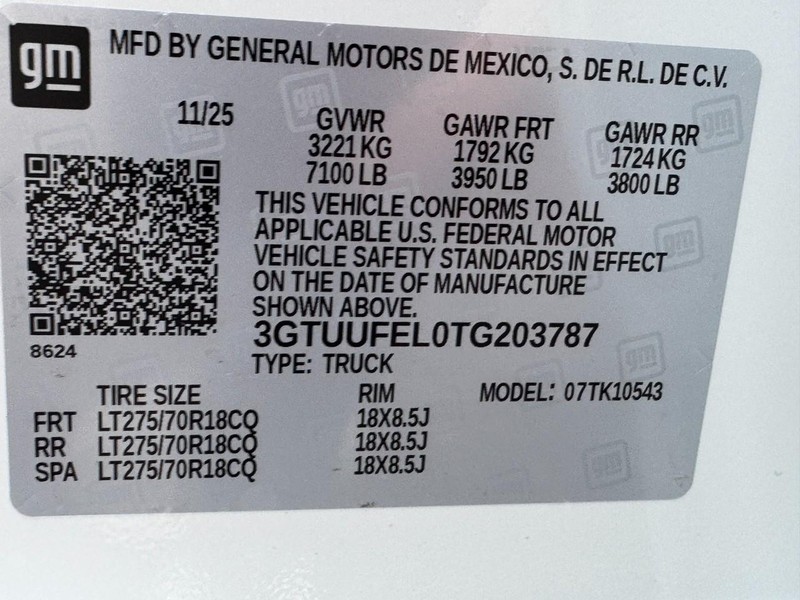 gm
MFD BY GENERAL MOTORS DE MEXICO, S. DE R.L. DE C.V.
11/25 GVWR GAWR FRT GAWR RR
3221 KG 1792 KG 1724 KG
7100 LB 3950 LB 3800 LB
THIS VEHICLE CONFORMS TO ALL
APPLICABLE U.S. FEDERAL MOTOR
VEHICLE SAFETY STANDARDS IN EFFECT
ON THE DATE OF MANUFACTURE
SHOWN ABOVE.
3GTUUFEL0TG203787
8624
TYPE: TRUCK
TIRE SIZE RIM MODEL: 07TK10543
FRT LT275/70R18CQ 18X8.5J
RR LT275/70R18CQ 18X8.5J
SPA LT275/70R18CQ 18X8.5J